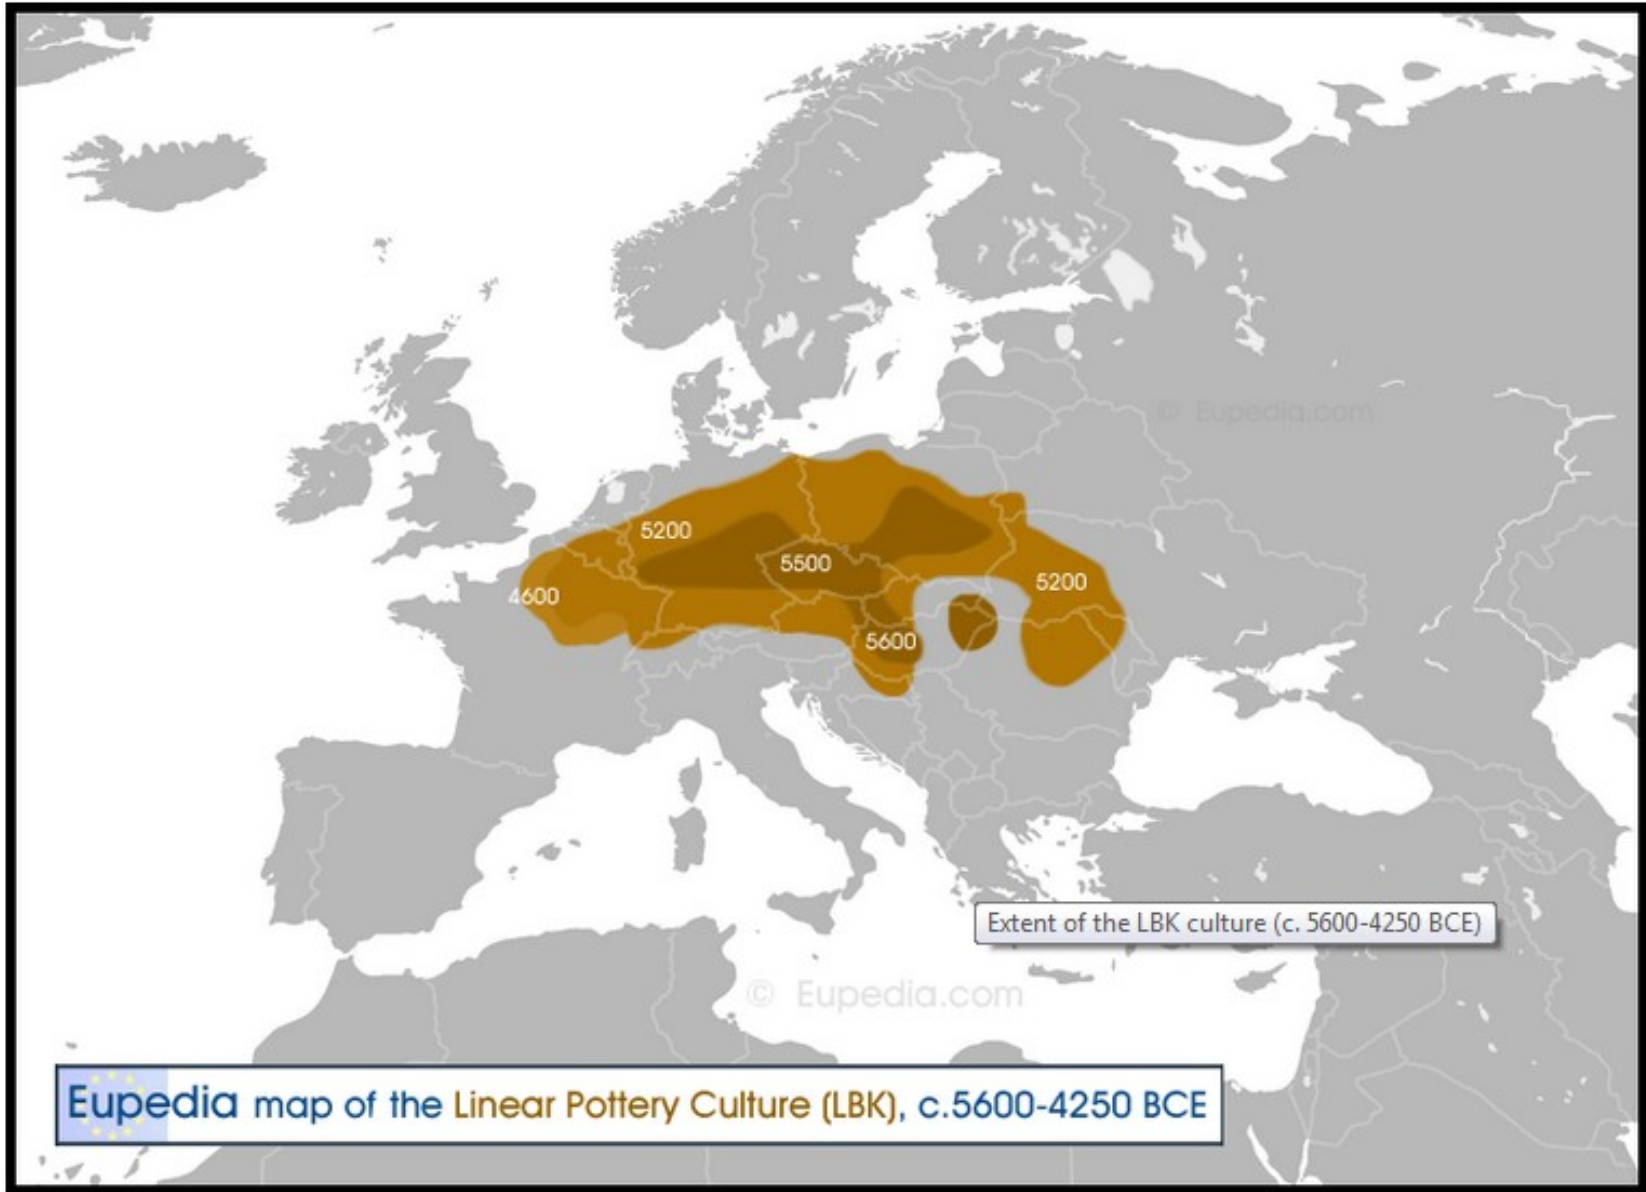 © Eupedia.com
5200
5500
5200
4600
5600
Extent of the LBK culture (c. 5600-4250 BCE)
© Eupedia.com
Eupedia map of the Linear Pottery Culture (LBK), c.5600-4250 BCE